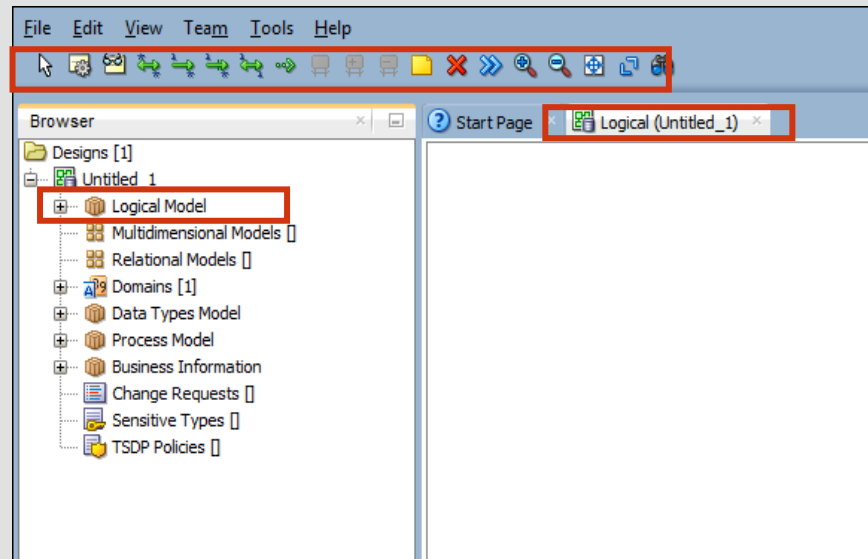 File Edit View Team Tools Help
Browser
Start Page
Logical (Untitled_1)
Designs [1]
Untitled_1
Logical Model
Multidimensional Models []
Relational Models []
Domains [1]
Data Types Model
Process Model
Business Information
Change Requests []
Sensitive Types []
TSDP Policies []